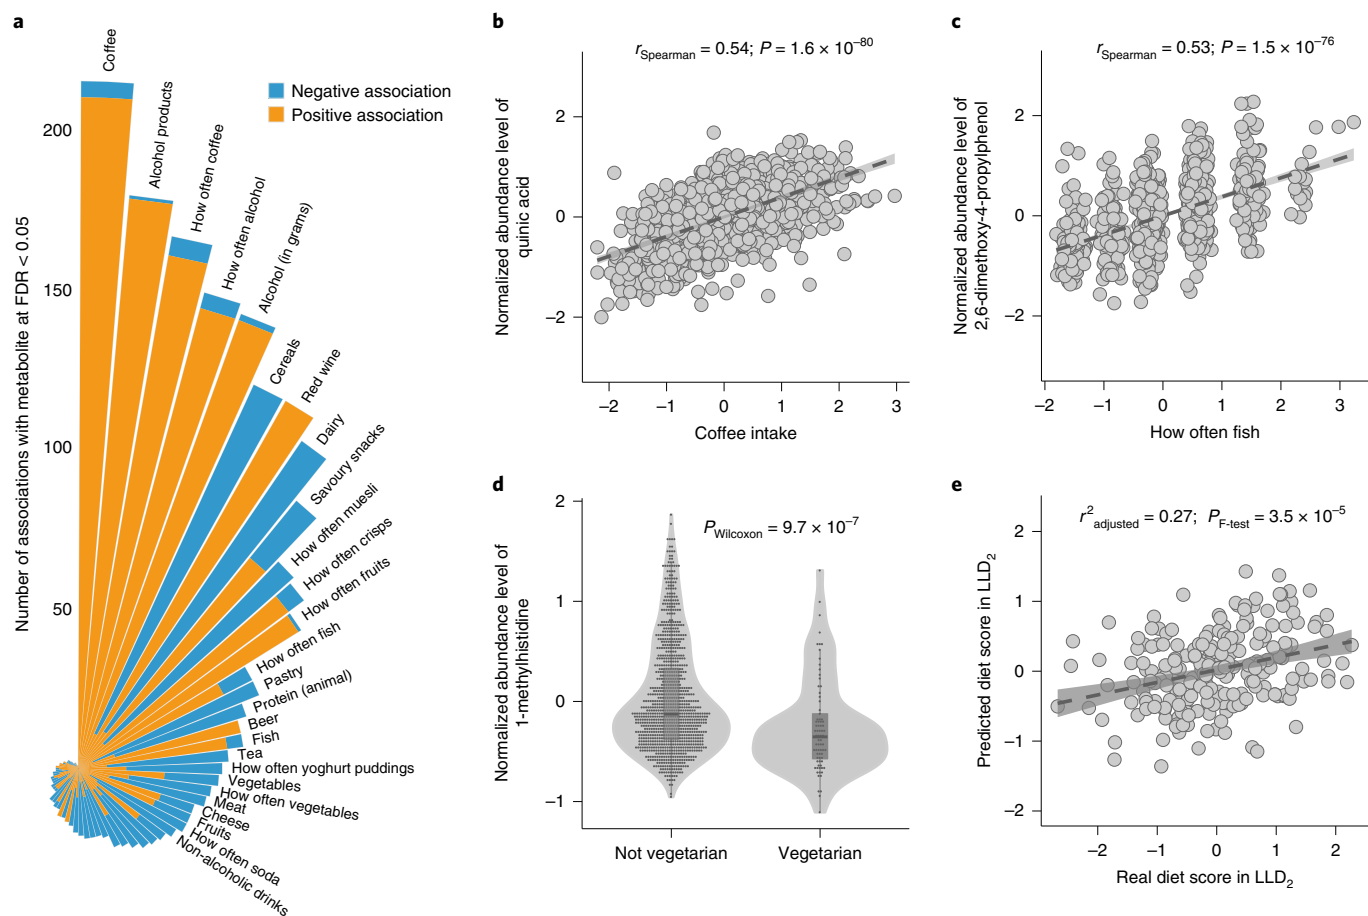 a
Number of associations with metabolite at FDR < 0.05
200
150
100
50
Negative association
Positive association
Coffee
Alcohol products
How often coffee
How often alcohol
Alcohol (in grams)
Cereals
Red wine
Dairy
Savoury snacks
How often muesli
How often crisps
How often fruits
How often fish
Pastry
Protein (animal)
Beer
Fish
Tea
How often yoghurt puddings
Vegetables
How often vegetables
Meat
Cheese
Fruits
How often soda
Non-alcoholic drinks
b
r Spearman = 0.54; P = 1.6 × 10–80
Normalized abundance level of
quinic acid
2
0
–2
–2 –1 0 1 2 3
Coffee intake
c
r Spearman = 0.53; P = 1.5 × 10–76
Normalized abundance level of
2,6-dimethoxy-4-propylphenol
2
0
–2
–2 –1 0 1 2 3
How often fish
d
P Wilcoxon = 9.7 × 10–7
Normalized abundance level of
1-methylhistidine
2
1
0
–1
Not vegetarian Vegetarian
e
r2 adjusted = 0.27; P F-test = 3.5 × 10–5
Predicted diet score in LLD2
2
1
0
–1
–2
–2 –1 0 1 2
Real diet score in LLD2